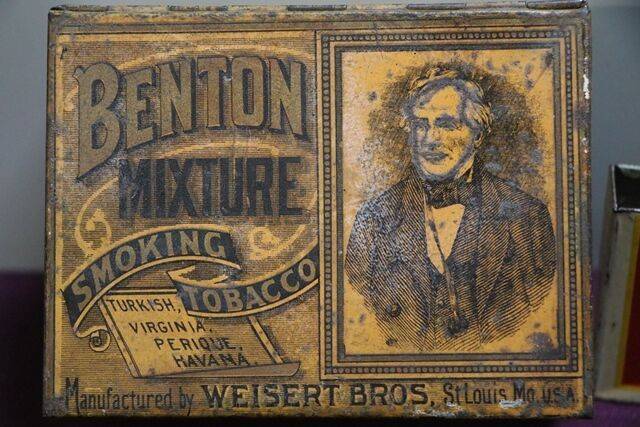 BENTON
MIXTURE
SMOKING
TOBACCO
TURKISH,
VIRGINIA,
PERIQUE,
HAVANA
Manufactured by WEISERT BROS, St Louis Mo. U.S.A.